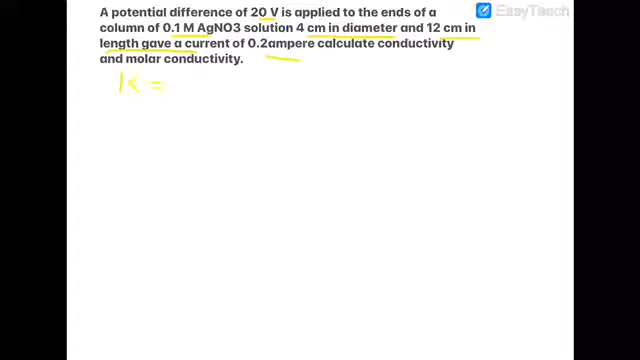 A potential difference of 20 V is applied to the ends of a
column of 0.1 M AgNO3 solution 4 cm in diameter and 12 cm in
length gave a current of 0.2ampere calculate conductivity
and molar conductivity.
K =
EasyTeach